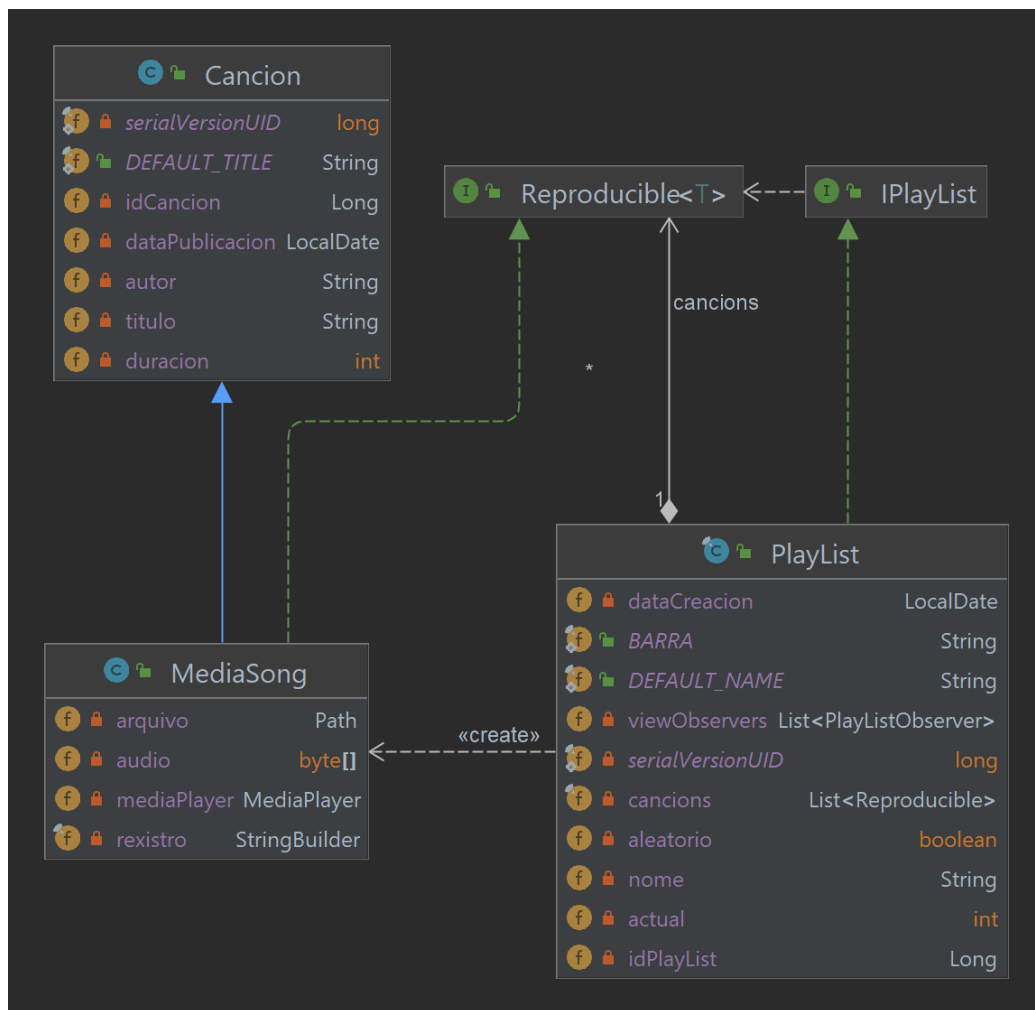 Cancion
serialVersionUID long
DEFAULT_TITLE String
idCancion Long
dataPublicacion LocalDate
autor String
titulo String
duracion int
Reproducible<T>
IPlayList
cancions
*
1
PlayList
dataCreacion LocalDate
BARRA String
DEFAULT_NAME String
viewObservers List<PlayListObserver>
serialVersionUID long
cancions List<Reproducible>
aleatorio boolean
nome String
actual int
idPlayList Long
«create»
MediaSong
arquivo Path
audio byte[]
mediaPlayer MediaPlayer
rexistro StringBuilder